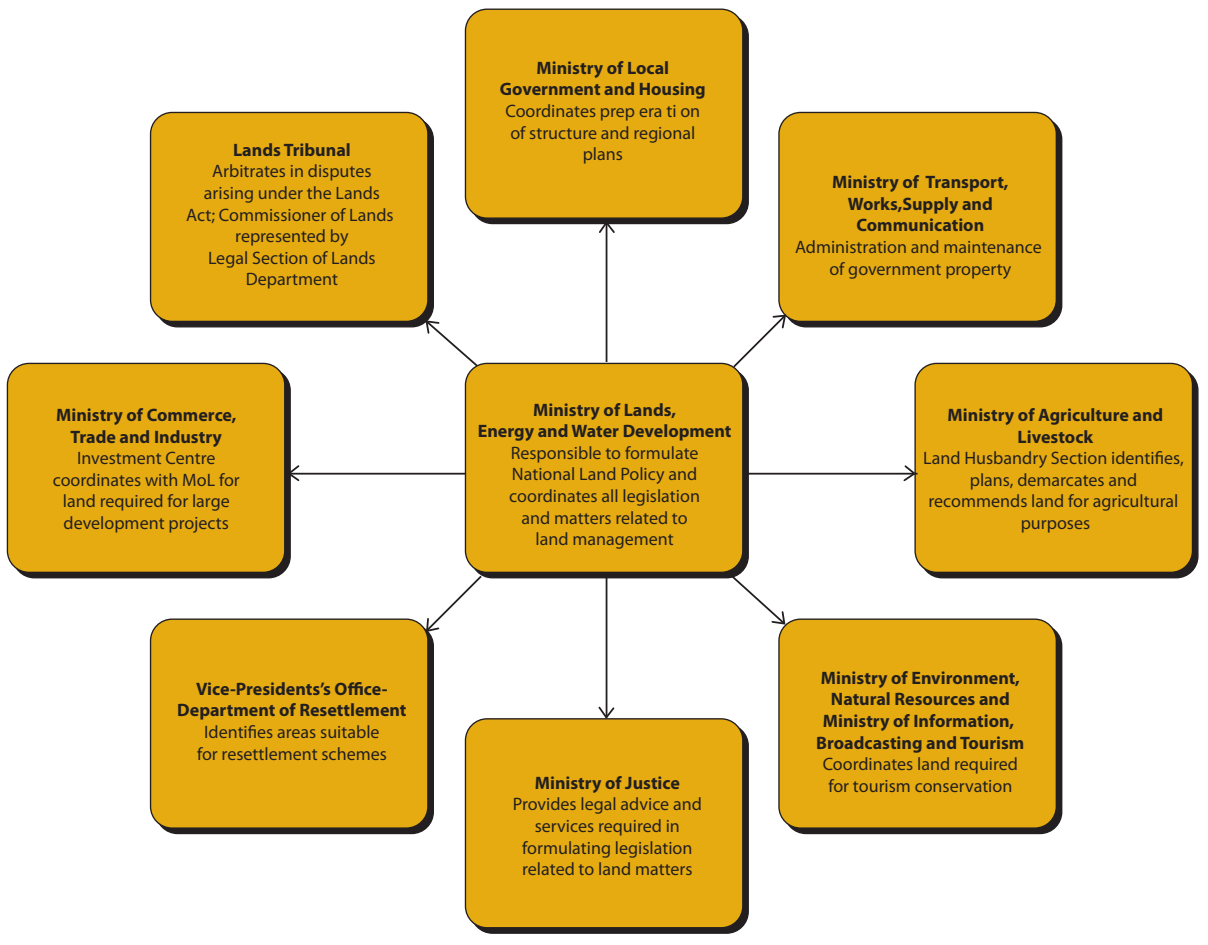 Ministry of Local
Government and Housing
Coordinates prep era ti on
of structure and regional
plans
Lands Tribunal
Arbitrates in disputes
arising under the Lands
Act; Commissioner of Lands
represented by
Legal Section of Lands
Department
Ministry of Transport,
Works,Supply and
Communication
Administration and maintenance
of government property
Ministry of Commerce,
Trade and Industry
Investment Centre
coordinates with MoL for
land required for large
development projects
Ministry of Lands,
Energy and Water Development
Responsible to formulate
National Land Policy and
coordinates all legislation
and matters related to
land management
Ministry of Agriculture and
Livestock
Land Husbandry Section identifies,
plans, demarcates and
recommends land for agricultural
purposes
Vice-Presidents's Office-
Department of Resettlement
Identifies areas suitable
for resettlement schemes
Ministry of Justice
Provides legal advice and
services required in
formulating legislation
related to land matters
Ministry of Environment,
Natural Resources and
Ministry of Information,
Broadcasting and Tourism
Coordinates land required
for tourism conservation